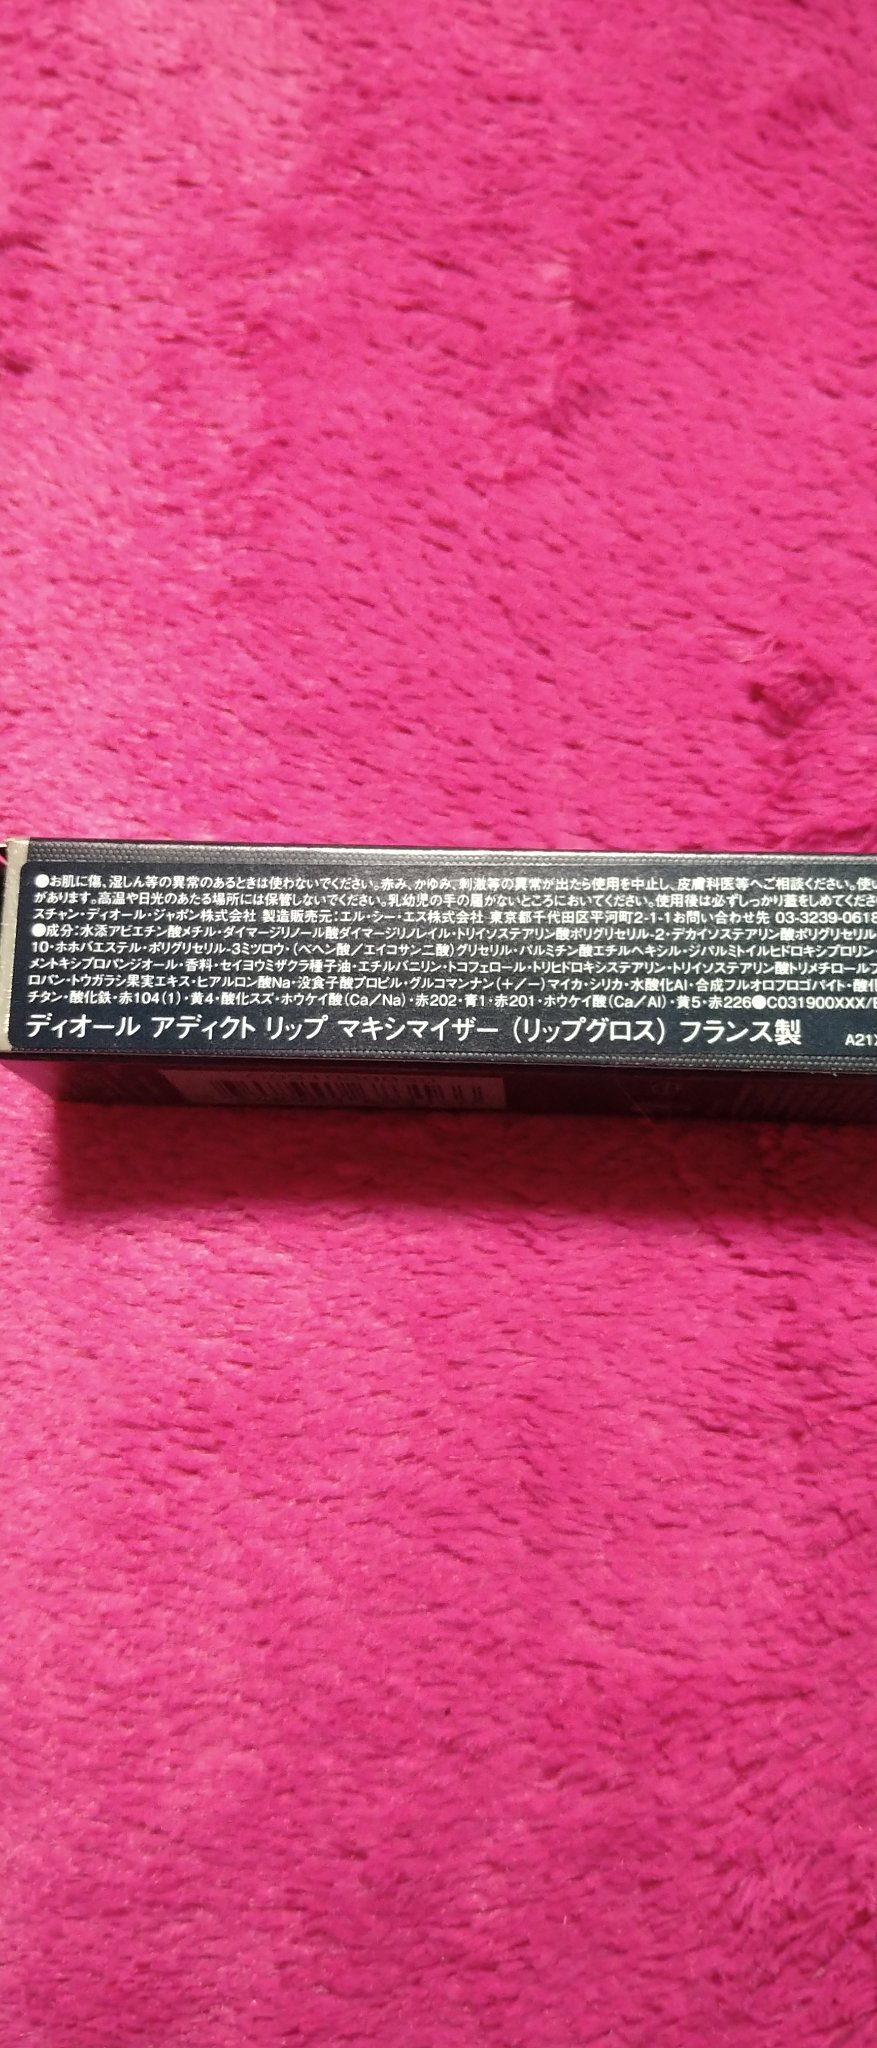 ●お肌に傷、湿しん等の異常のあるときは使わないでください。赤み、かゆみ、刺激等の異常が出たら使用を中止し、皮膚科医等へご相談ください。使い
があります。高温や日光のあたる場所には保管しないでください。乳幼児の手の届かないところにおいてください。使用後は必ずしっかり蓋をしめてくださ
スチャン・ディオール・ジャポン株式会社 製造販売元:エル・シー・エス株式会社 東京都千代田区平河町2-1-1お問い合わせ先 03-3239-0618
●成分:水添アビエチン酸メチル・ダイマージリノール酸ダイマージリノレイル・トリイソステアリン酸ポリグリセリル-2・デカイソステアリン酸ポリグリセリル-
10・ホホバエステル・ポリグリセリル-3ミツロウ・(ベヘン酸/エイコサン二酸)グリセリル・パルミチン酸エチルヘキシル・ジパルミトイルヒドロキシプロリン
メントキシプロパンジオール・香料・セイヨウミザクラ種子油・エチルバニリン・トコフェロール・トリヒドロキシステアリン・トリイソステアリン酸トリメチロールプ
ロパン・トウガラシ果実エキス・ヒアルロン酸Na・没食子酸プロピル・グルコマンナン(+/-)マイカ・シリカ・水酸化Al・合成フルオロフロゴパイト・酸化
チタン・酸化鉄・赤104(1)・黄4・酸化スズ・ホウケイ酸(Ca/Na)・赤202・青1・赤201・ホウケイ酸(Ca/Al)・黄5・赤226●C031900XXX/E
ディオール アディクト リップ マキシマイザー (リップグロス) フランス製 A21